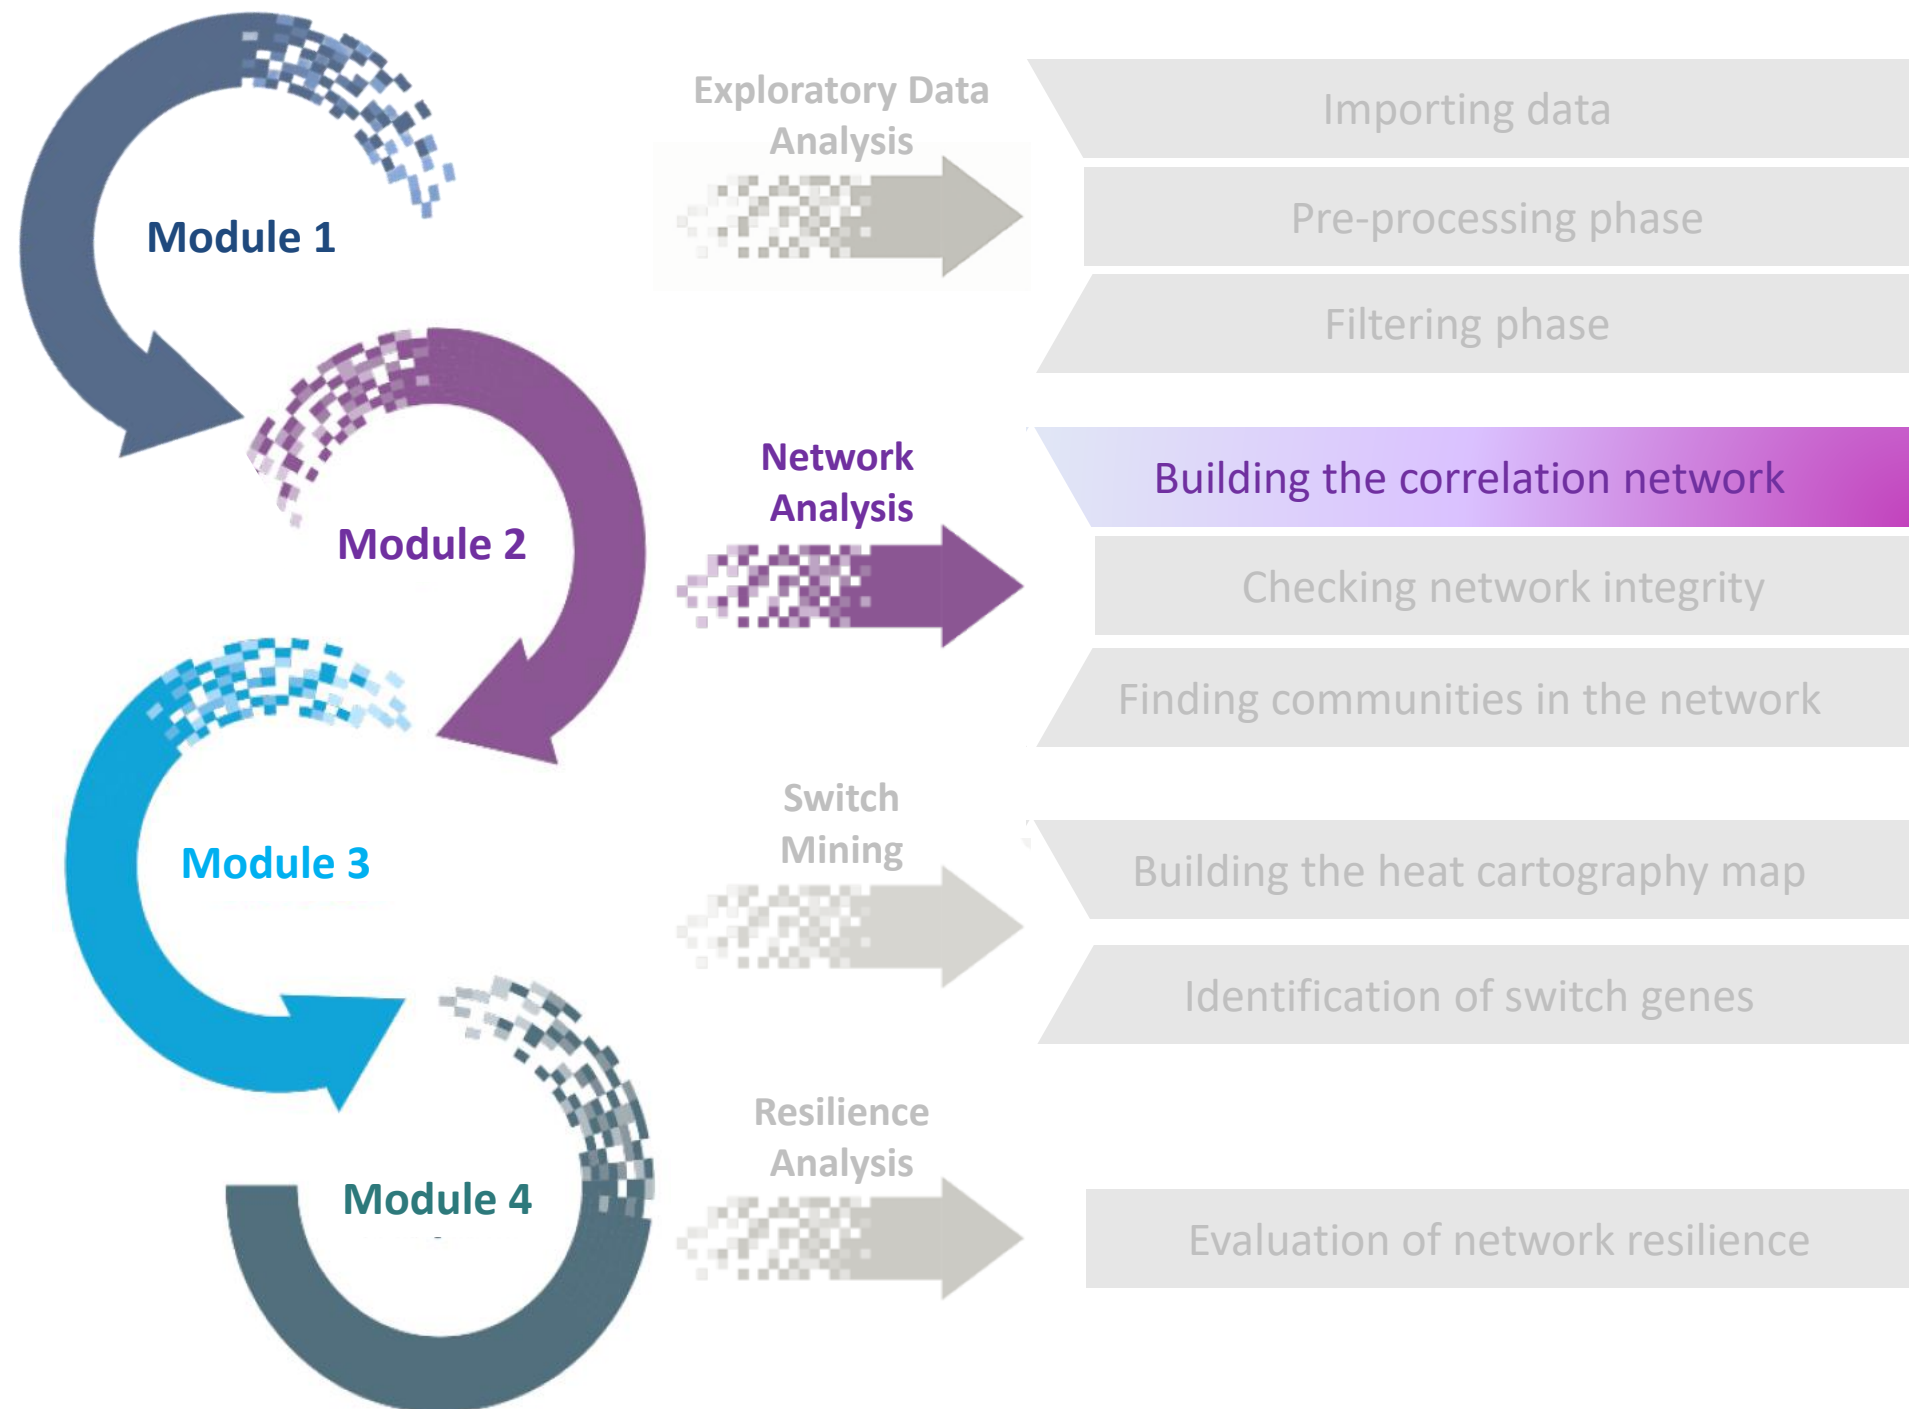 Module 1
Exploratory Data
Analysis
Importing data
Pre-processing phase
Filtering phase
Module 2
Network
Analysis
Building the correlation network
Checking network integrity
Finding communities in the network
Module 3
Switch
Mining
Building the heat cartography map
Identification of switch genes
Module 4
Resilience
Analysis
Evaluation of network resilience